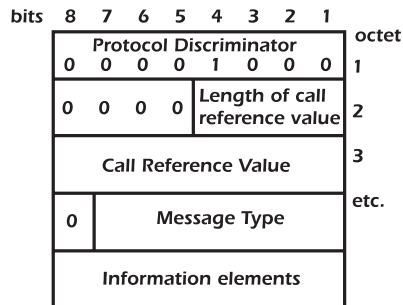 bits 8 7 6 5 4 3 2 1
Protocol Discriminator
octet
0 0 0 0 1 0 0 0 1
0 0 0 0
Length of call
reference value
2
Call Reference Value
3
etc.
0
Message Type
Information elements